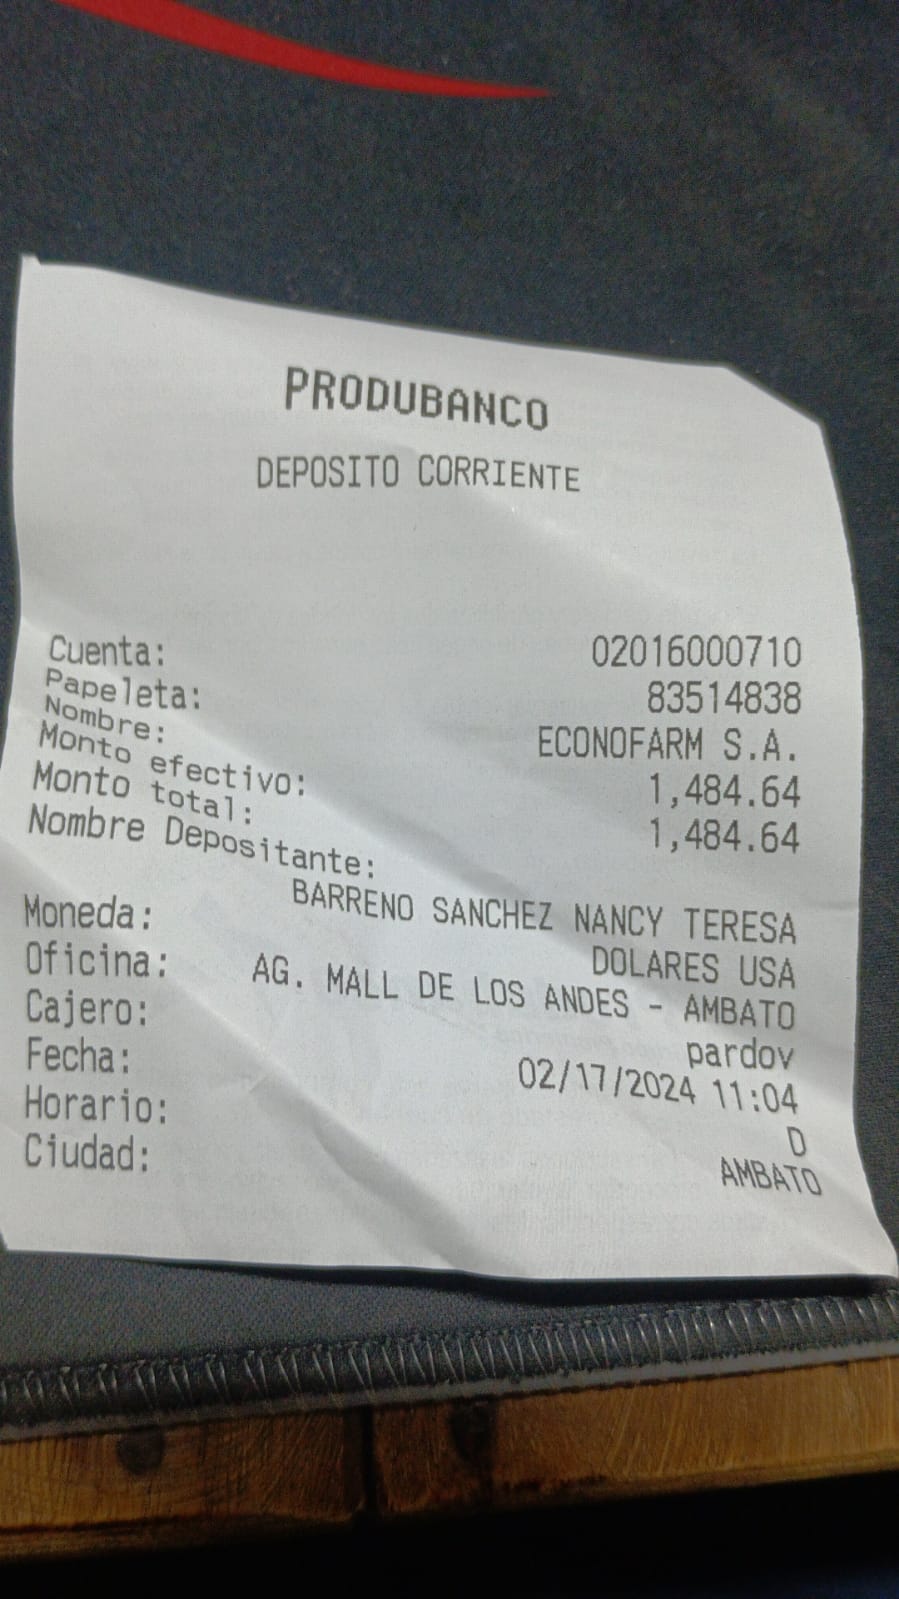 PRODUBANCO
DEPOSITO CORRIENTE
Cuenta: 02016000710
Papeleta: 83514838
Nombre: ECONOFARM S.A.
Monto efectivo: 1,484.64
Monto total: 1,484.64
Nombre Depositante:
BARRENO SANCHEZ NANCY TERESA
Moneda: DOLARES USA
Oficina: AG. MALL DE LOS ANDES - AMBATO
Cajero: pardov
Fecha: 02/17/2024 11:04
Horario: D
Ciudad: AMBATO